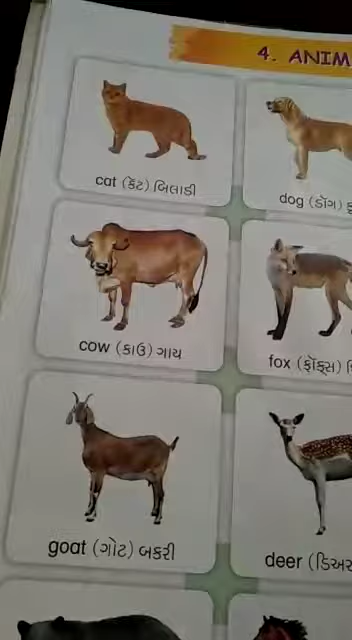 4. ANIM
cat (કૅટ) બિલાડી
dog (ડૉગ)
cow (કાઉ) ગાય
fox (ફૉક્સ)
goat (ગોટ) બકરી
deer (ડિઅર